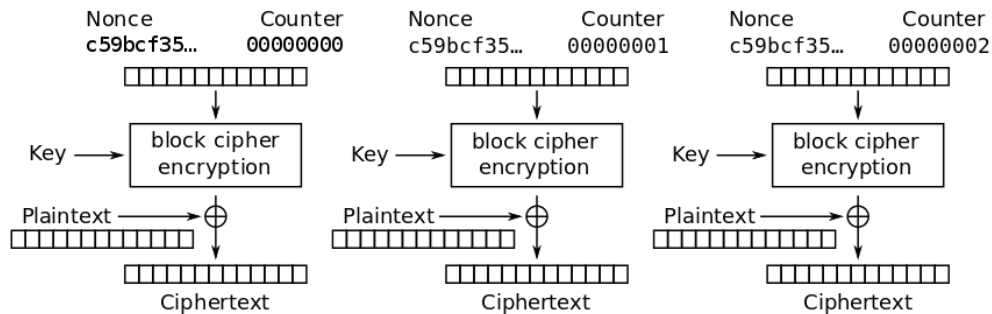 Nonce Counter Nonce Counter Nonce Counter
c59bcf35… 00000000 c59bcf35… 00000001 c59bcf35… 00000002
block cipher block cipher block cipher
Key Key Key
encryption encryption encryption
Plaintext Plaintext Plaintext
Ciphertext Ciphertext Ciphertext